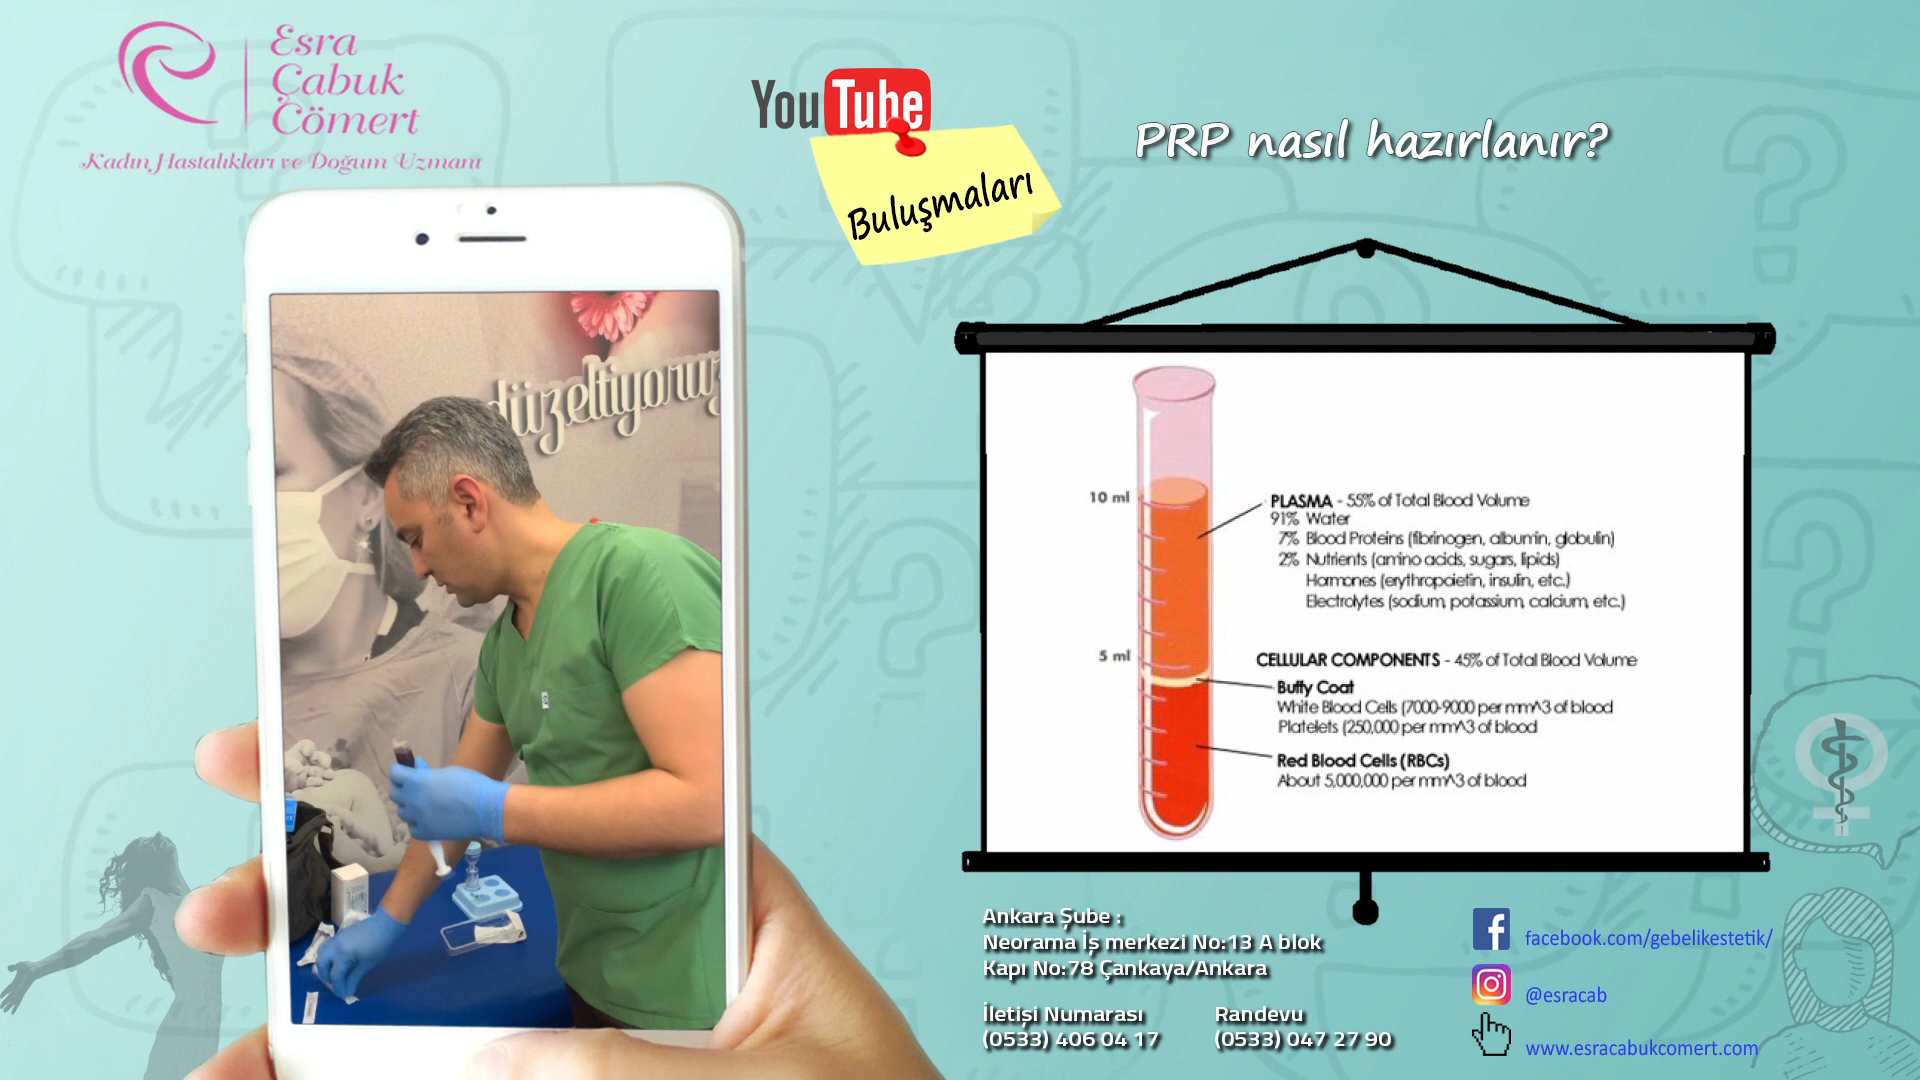 Esra
Çabuk
Çömert
Kadın Hastalıkları ve Doğum Uzmanı
YouTube
Buluşmaları
PRP nasıl hazırlanır?
düzeltiyoruz
10 ml
PLASMA - 55% of Total Blood Volume
91% Water
7% Blood Proteins (fibrinogen, albumin, globulin)
2% Nutrients (amino acids, sugars, lipids)
Hormones (erythropoietin, insulin, etc.)
Electrolytes (sodium, potassium, calcium, etc.)
5 ml
CELLULAR COMPONENTS - 45% of Total Blood Volume
Buffy Coat
White Blood Cells (7000-9000 per mm^3 of blood
Platelets (250,000 per mm^3 of blood
Red Blood Cells (RBCs)
About 5,000,000 per mm^3 of blood
Ankara Şube :
Neorama İş merkezi No:13 A blok
Kapı No:78 Çankaya/Ankara
İletişi Numarası
(0533) 406 04 17
Randevu
(0533) 047 27 90
facebook.com/gebelikestetik/
@esracab
www.esracabukcomert.com